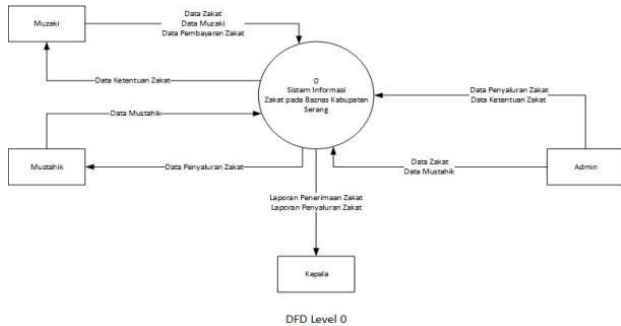 Muzaki
Data Zakat
Data Muzaki
Data Pembayaran Zakat
Data Ketentuan Zakat
0
Sistem Informasi
Zakat pada Baznas Kabupaten
Serang
Data Penyaluran Zakat
Data Ketentuan Zakat
Data Mustahik
Mustahik
Data Penyaluran Zakat
Data Zakat
Data Mustahik
Admin
Laporan Penerimaan Zakat
Laporan Penyaluran Zakat
Kepala
DFD Level 0